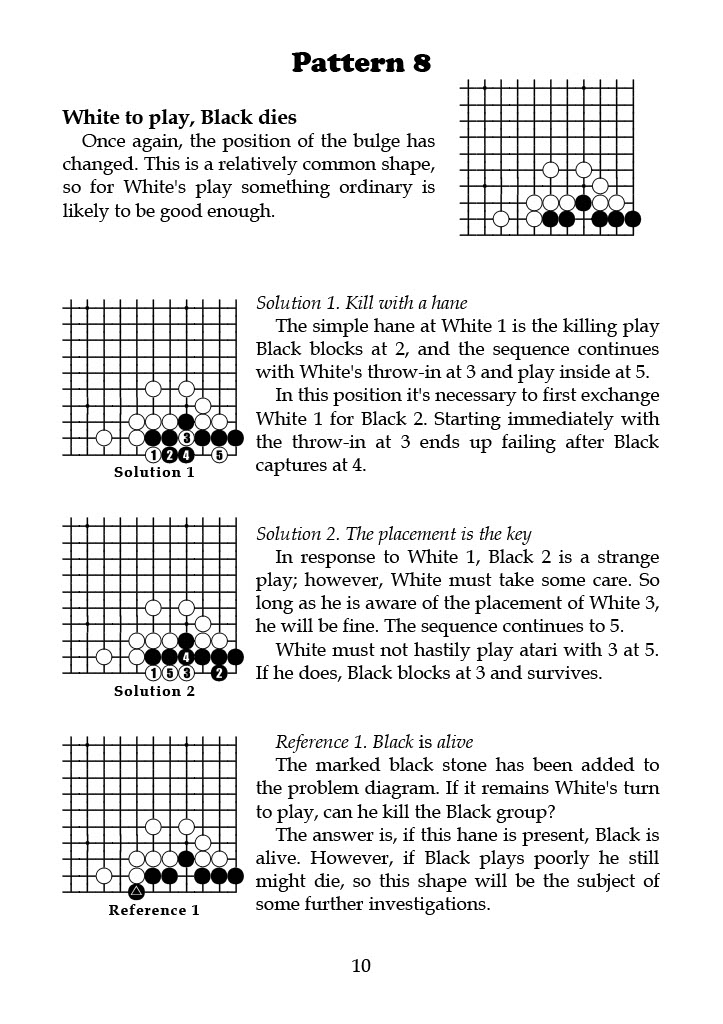 Pattern 8
White to play, Black dies
Once again, the position of the bulge has
changed. This is a relatively common shape,
so for White's play something ordinary is
likely to be good enough.
Solution 1. Kill with a hane
The simple hane at White 1 is the killing play
Black blocks at 2, and the sequence continues
with White's throw-in at 3 and play inside at 5.
In this position it's necessary to first exchange
White 1 for Black 2. Starting immediately with
the throw-in at 3 ends up failing after Black
captures at 4.
3
1 2 4 5
Solution 1
Solution 2. The placement is the key
In response to White 1, Black 2 is a strange
play; however, White must take some care. So
long as he is aware of the placement of White 3,
he will be fine. The sequence continues to 5.
White must not hastily play atari with 3 at 5.
If he does, Black blocks at 3 and survives.
4
1 5 3 2
Solution 2
Reference 1. Black is alive
The marked black stone has been added to
the problem diagram. If it remains White's turn
to play, can he kill the Black group?
The answer is, if this hane is present, Black is
alive. However, if Black plays poorly he still
might die, so this shape will be the subject of
some further investigations.
Reference 1
10